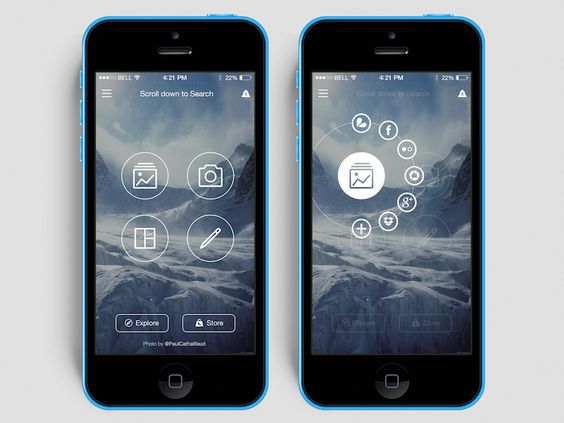 BELL 4:21 PM 22%
Scroll down to Search
Explore Store
Photo by @PaulCathalifaud
BELL 4:21 PM 22%
Scroll down to Search
f
g+
Explore Store